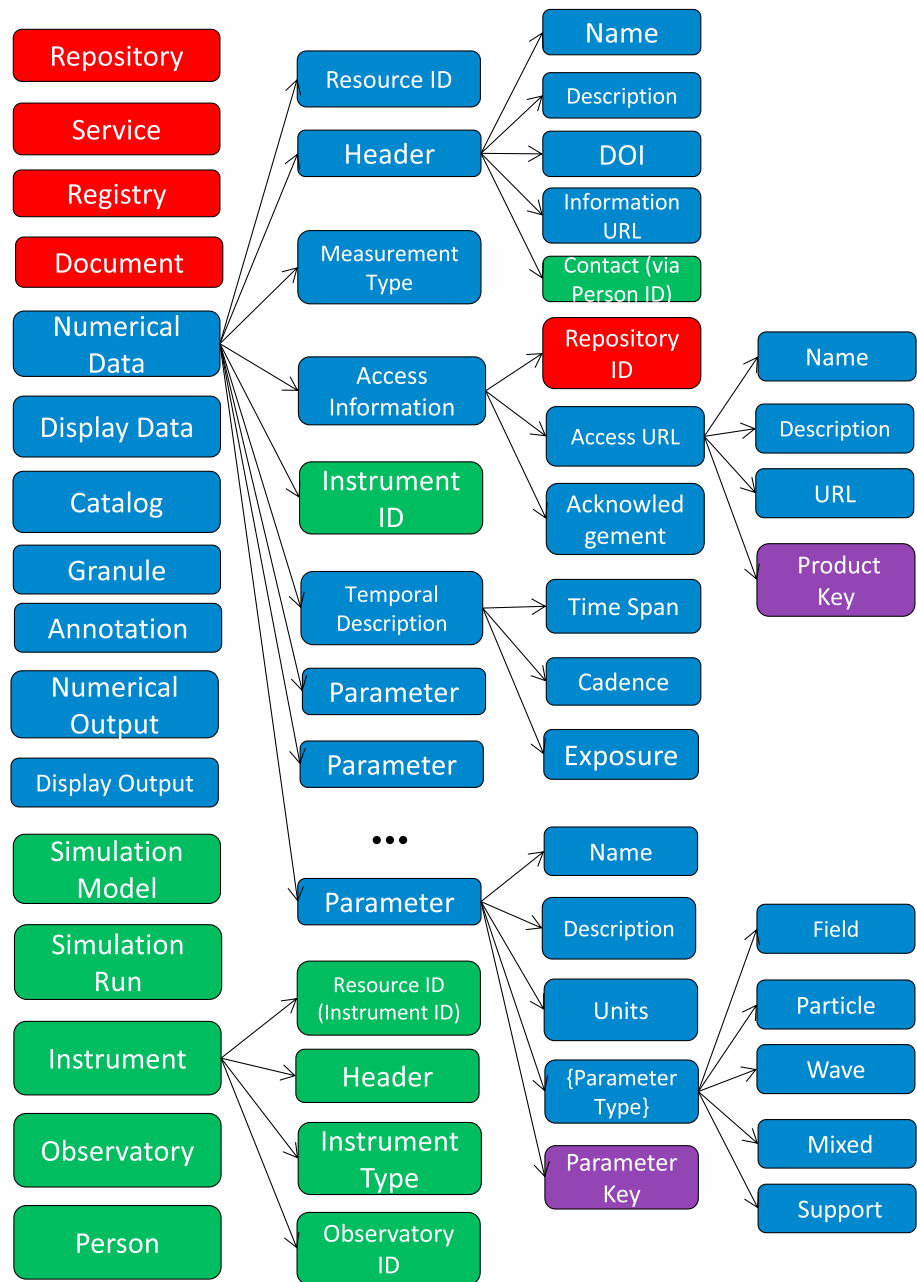 Repository
Service
Registry
Document
Numerical
Data
Display Data
Catalog
Granule
Annotation
Numerical
Output
Display Output
Simulation
Model
Simulation
Run
Instrument
Observatory
Person
Resource ID
Header
Measurement
Type
Access
Information
Instrument
ID
Temporal
Description
Parameter
Parameter
•••
Parameter
Resource ID
(Instrument ID)
Header
Instrument
Type
Observatory
ID
Name
Description
DOI
Information
URL
Contact (via
Person ID)
Repository
ID
Access URL
Acknowled
gement
Time Span
Cadence
Exposure
Name
Description
Units
{Parameter
Type}
Parameter
Key
Name
Description
URL
Product
Key
Field
Particle
Wave
Mixed
Support